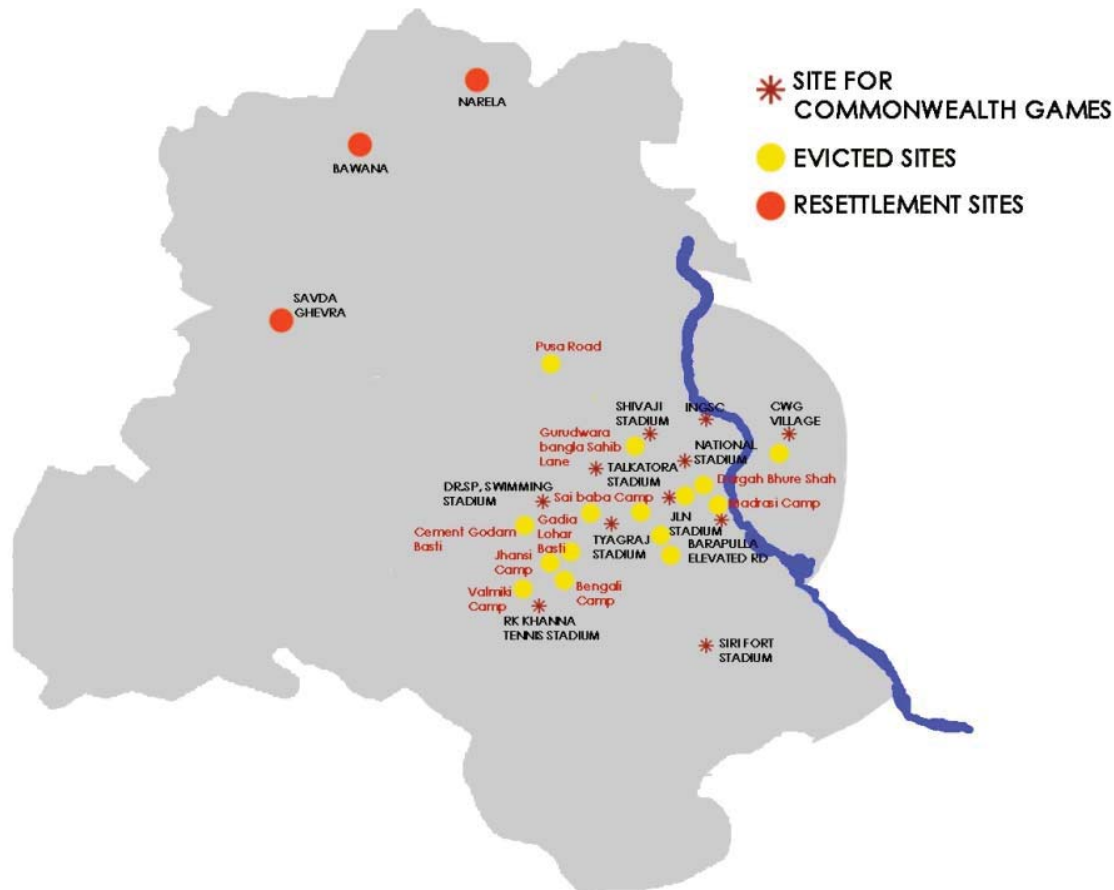 SITE FOR
COMMONWEALTH GAMES
EVICTED SITES
RESETTLEMENT SITES
NARELA
BAWANA
SAVDA
GHEVRA
Pusa Road
SHIVAJI
STADIUM
INGSC
CWG
VILLAGE
Gurudwara
bangla Sahib
Lane
NATIONAL
STADIUM
TALKATORA
STADIUM
Durgah Bhure Shah
DR.SP, SWIMMING
STADIUM
Sai baba Camp
Madrasi Camp
Cement Godam
Basti
Gadia
Lohar
Basti
TYAGRAJ
STADIUM
JLN
STADIUM
BARAPULLA
ELEVATED RD
Jhansi
Camp
Valmiki
Camp
Bengali
Camp
RK KHANNA
TENNIS STADIUM
SIRI FORT
STADIUM